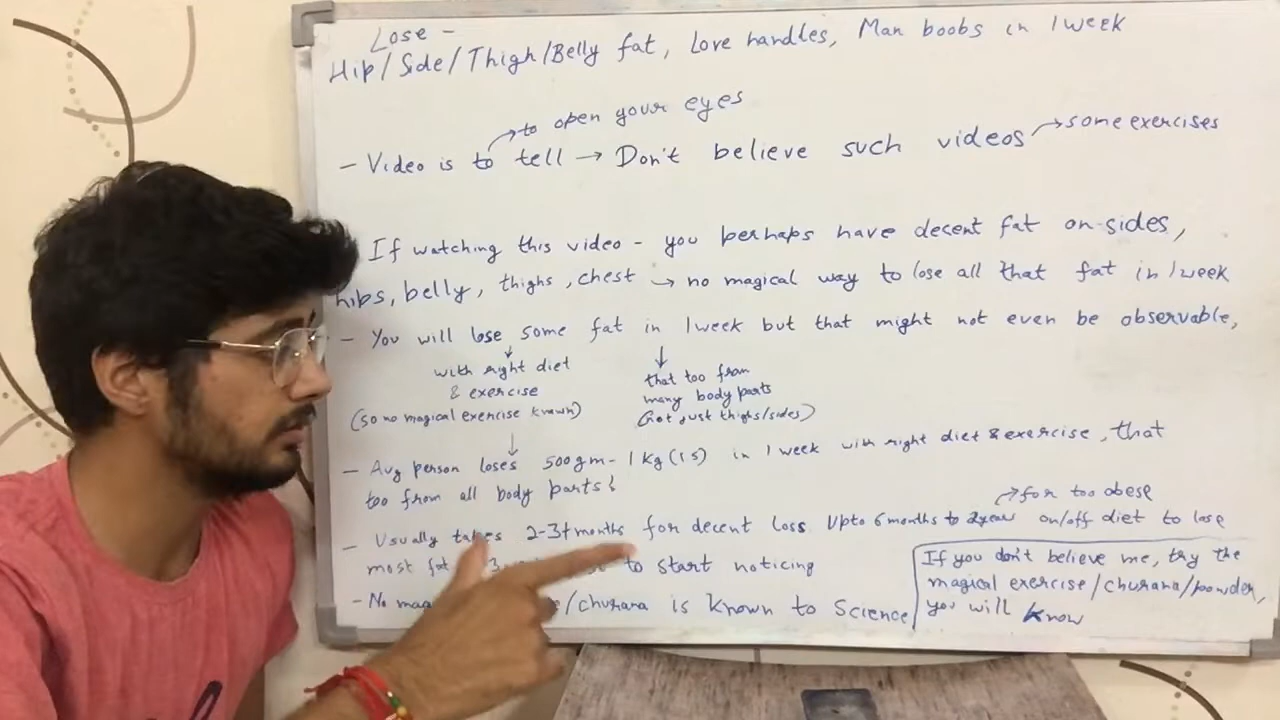 Lose -
Hip/Side/Thigh/Belly fat, Love handles, Man boobs in 1week
to open your eyes
- Video is to tell → Don't believe such videos → some exercises
If watching this video - you perhaps have decent fat on-sides,
hips, belly, thighs, chest → no magical way to lose all that fat in 1week
- You will lose some fat in 1week but that might not even be observable,
with right diet
& exercise
(so no magical exercise known)
that too from
many body parts
(not just thighs/sides)
- Avg person loses 500gm-1kg(1s) in 1week with right diet & exercise, that
too from all body parts!
for too obese
- Usually takes 2-3+months for decent loss Upto 6months to 2year on/off diet to lose
most fat 3 to start noticing
- No /churana is known to Science
If you don't believe me, try the
magical exercise/churana/powder,
you will know